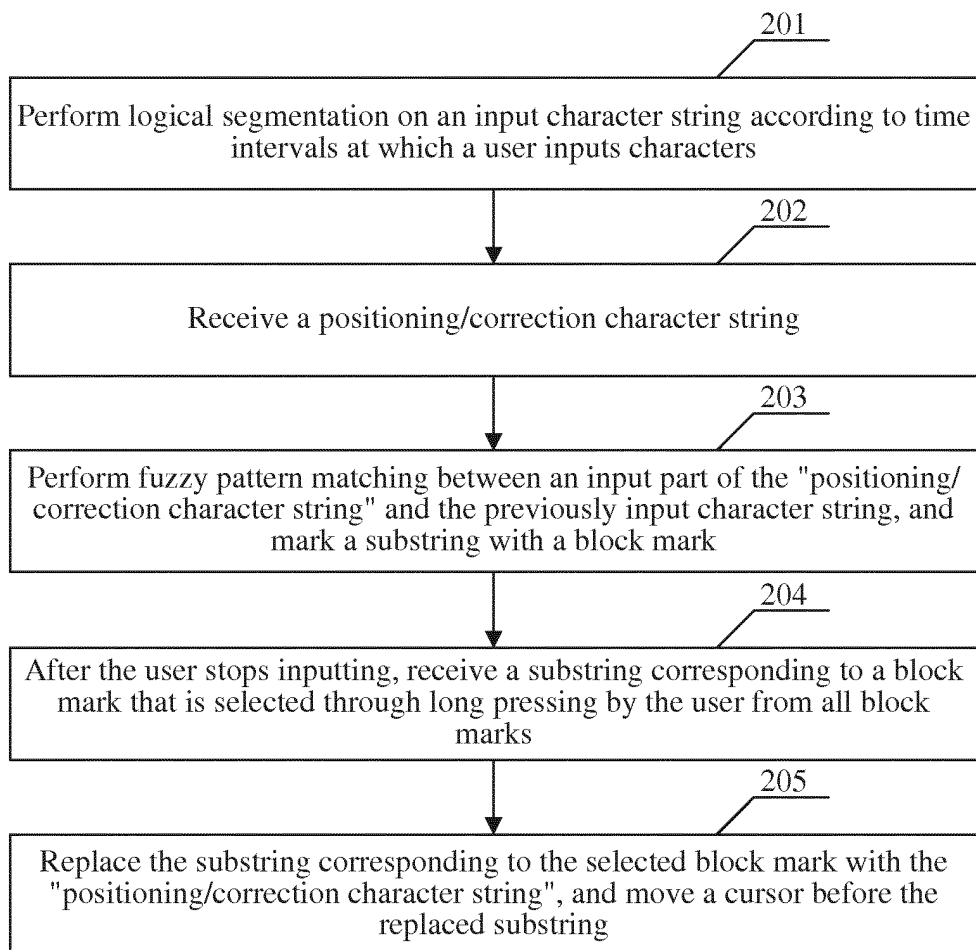 201
Perform logical segmentation on an input character string according to time
intervals at which a user inputs characters
202
Receive a positioning/correction character string
203
Perform fuzzy pattern matching between an input part of the "positioning/
correction character string" and the previously input character string, and
mark a substring with a block mark
204
After the user stops inputting, receive a substring corresponding to a block
mark that is selected through long pressing by the user from all block
marks
205
Replace the substring corresponding to the selected block mark with the
"positioning/correction character string", and move a cursor before the
replaced substring